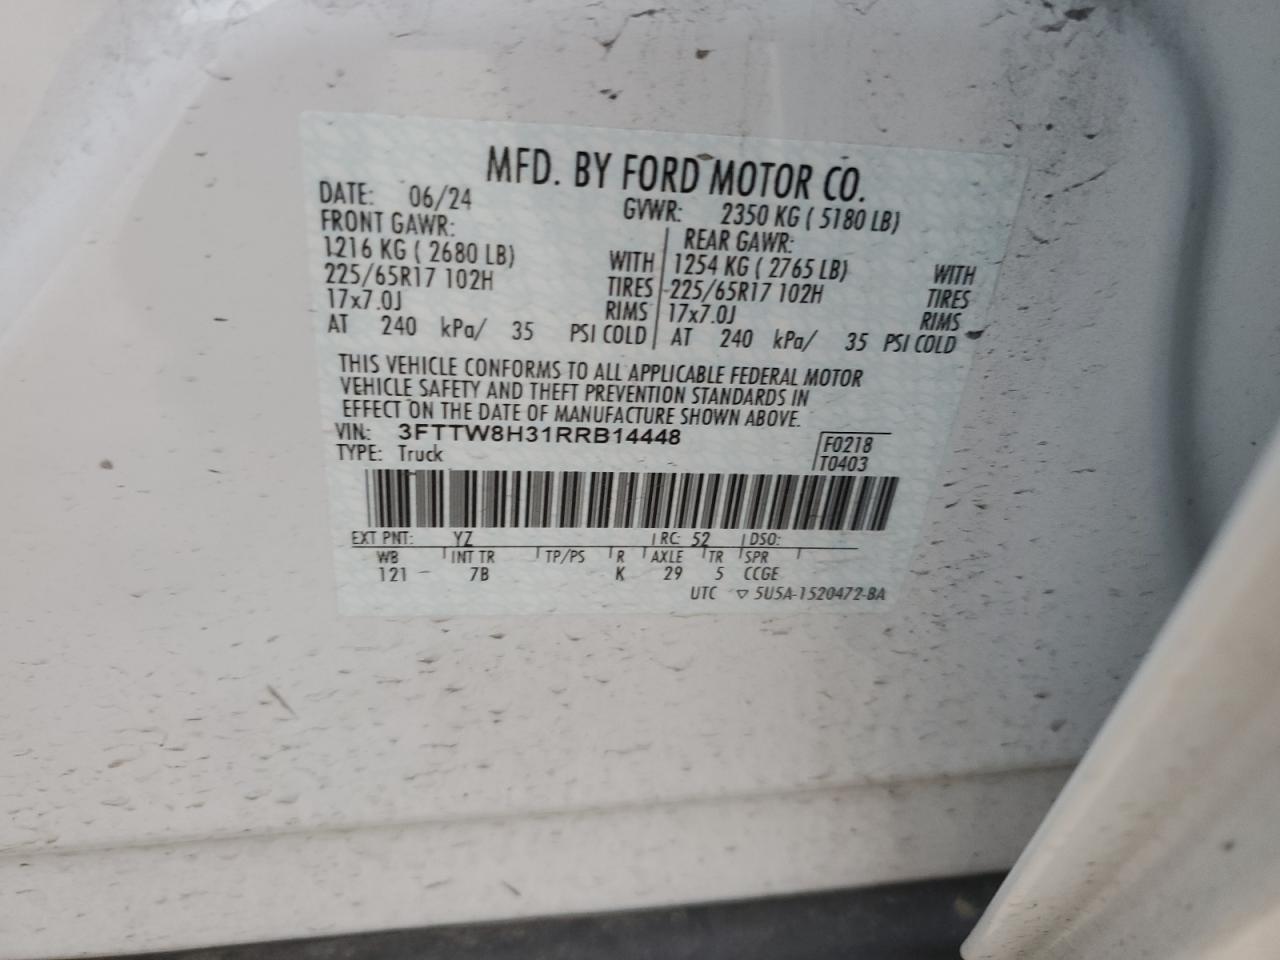 MFD. BY FORD MOTOR CO.
DATE: 06/24 GVWR: 2350 KG ( 5180 LB)
FRONT GAWR: REAR GAWR:
1216 KG ( 2680 LB) WITH 1254 KG ( 2765 LB) WITH
225/65R17 102H TIRES 225/65R17 102H TIRES
17x7.0J RIMS 17x7.0J RIMS
AT 240 kPa/ 35 PSI COLD AT 240 kPa/ 35 PSI COLD
THIS VEHICLE CONFORMS TO ALL APPLICABLE FEDERAL MOTOR
VEHICLE SAFETY AND THEFT PREVENTION STANDARDS IN
EFFECT ON THE DATE OF MANUFACTURE SHOWN ABOVE.
VIN: 3FTTW8H31RRB14448 F0218
TYPE: Truck T0403
EXT PNT: YZ RC: 52 DSO:
WB INT TR TP/PS R AXLE TR SPR
121 7B K 29 5 CCGE
UTC ▽ 5U5A-1520472-BA